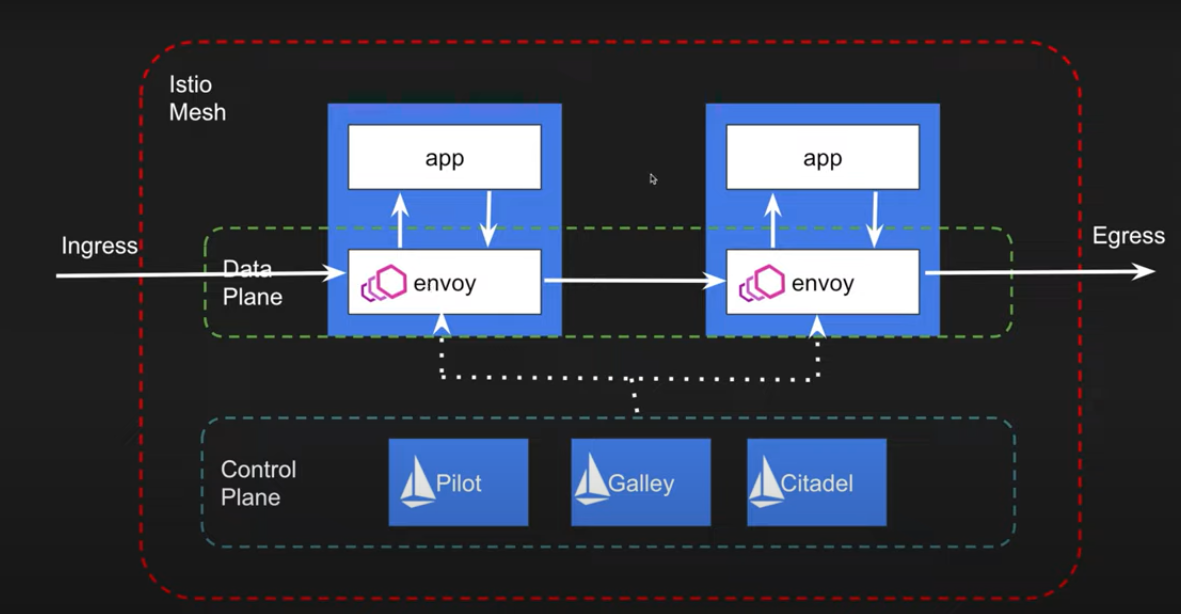 Istio
Mesh
app
app
Ingress
Egress
Data
Plane
envoy
envoy
Control
Plane
Pilot
Galley
Citadel